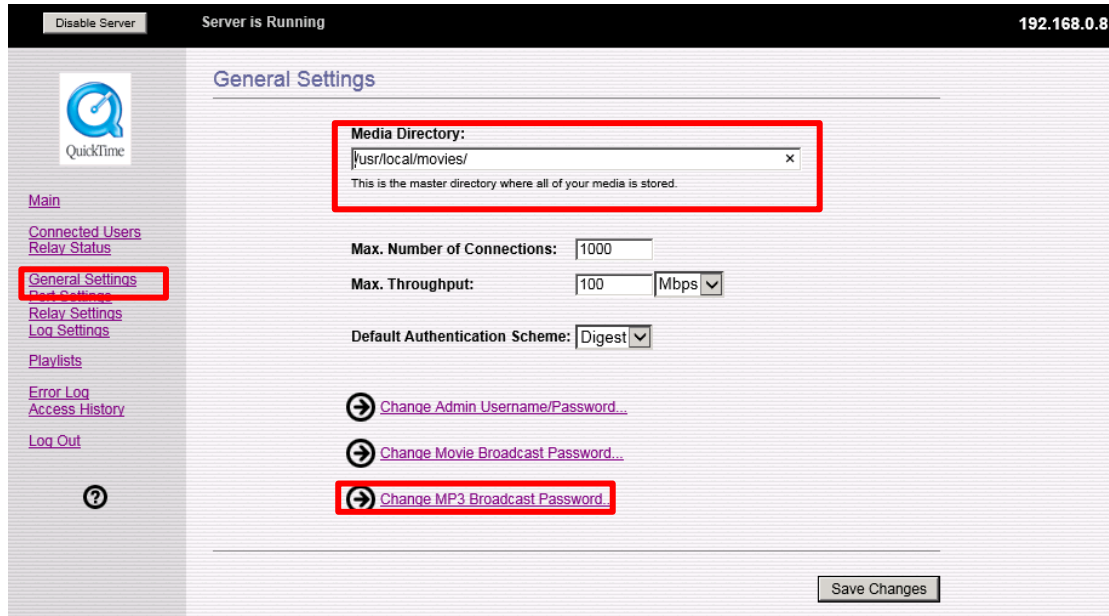 Disable Server
Server is Running
192.168.0.8
QuickTime
Main
Connected Users
Relay Status
General Settings
Port Settings
Relay Settings
Log Settings
Playlists
Error Log
Access History
Log Out
?
General Settings
Media Directory:
/usr/local/movies/ ×
This is the master directory where all of your media is stored.
Max. Number of Connections: 1000
Max. Throughput: 100 Mbps
Default Authentication Scheme: Digest
Change Admin Username/Password...
Change Movie Broadcast Password...
Change MP3 Broadcast Password...
Save Changes